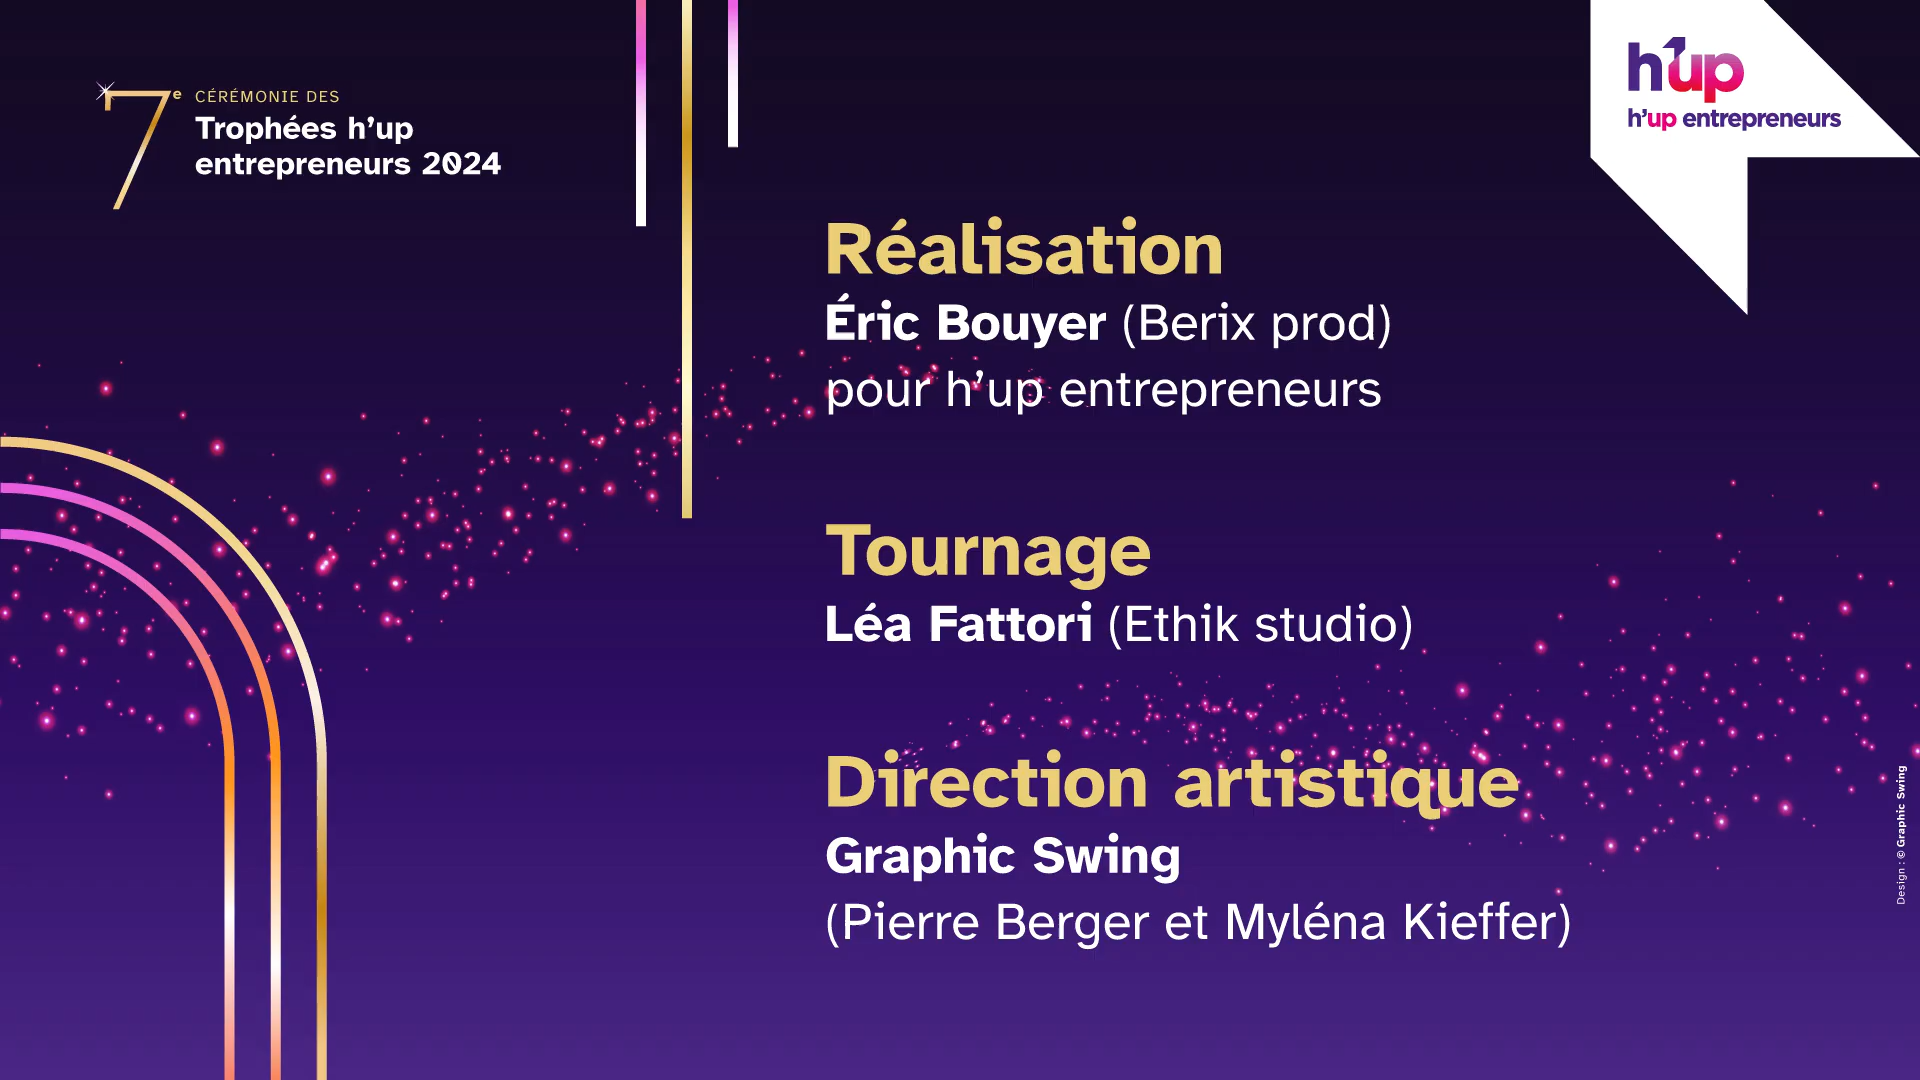 7e CÉRÉMONIE DES
Trophées h’up
entrepreneurs 2024
h'up
h’up entrepreneurs
Réalisation
Éric Bouyer (Berix prod)
pour h’up entrepreneurs
Tournage
Léa Fattori (Ethik studio)
Direction artistique
Graphic Swing
(Pierre Berger et Myléna Kieffer)
Design : © Graphic Swing